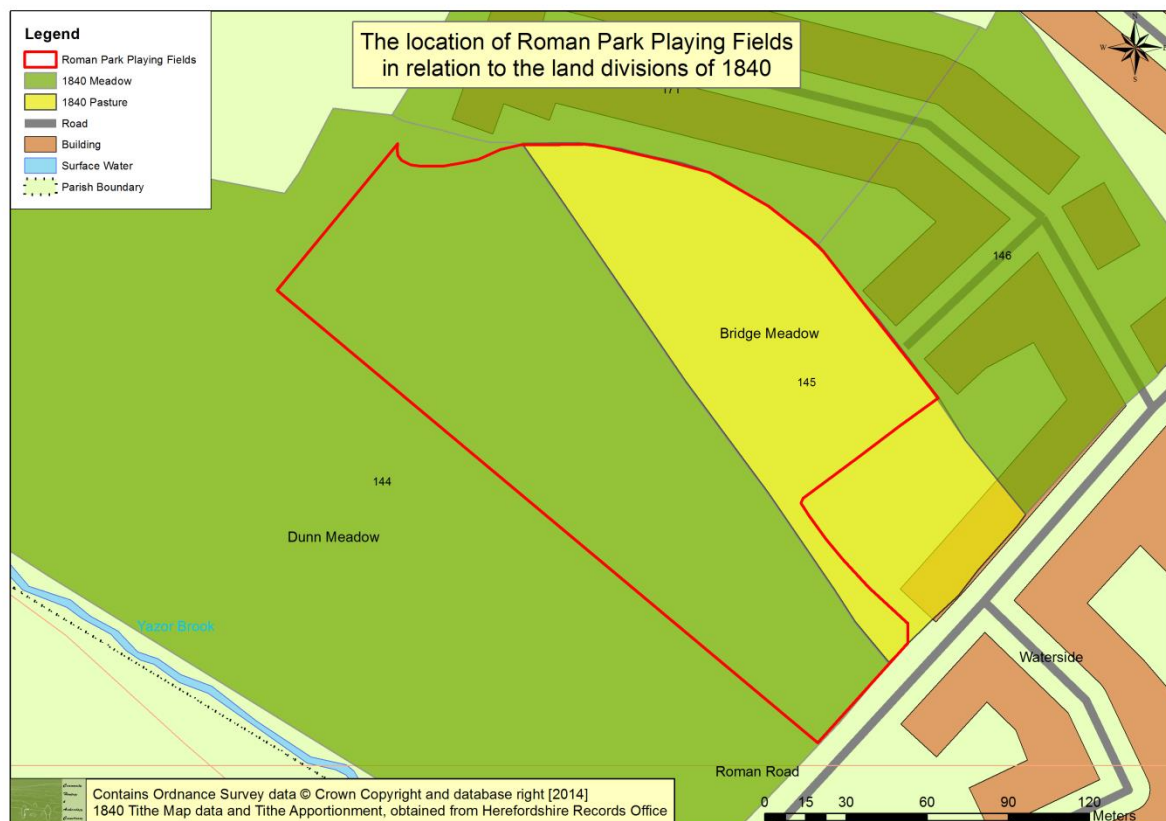 The location of Roman Park Playing Fields
in relation to the land divisions of 1840
Legend
Roman Park Playing Fields
1840 Meadow
1840 Pasture
Road
Building
Surface Water
Parish Boundary
N
W
E
S
171
146
Bridge Meadow
145
144
Dunn Meadow
Yazor Brook
Waterside
Roman Road
Contains Ordnance Survey data © Crown Copyright and database right [2014]
1840 Tithe Map data and Tithe Apportionment, obtained from Herefordshire Records Office
0 15 30 60 90 120
Meters